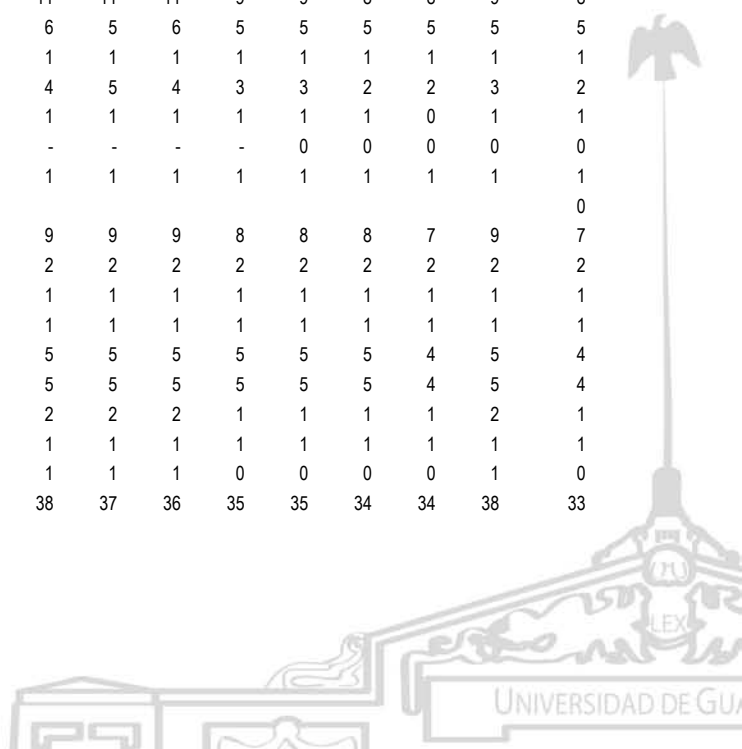 6 5 6 5 5 5 5 5 5
1 1 1 1 1 1 1 1 1
4 5 4 3 3 2 2 3 2
1 1 1 1 1 1 0 1 1
- - - - 0 0 0 0 0
1 1 1 1 1 1 1 1 1
0
9 9 9 8 8 8 7 9 7
2 2 2 2 2 2 2 2 2
1 1 1 1 1 1 1 1 1
1 1 1 1 1 1 1 1 1
5 5 5 5 5 5 4 5 4
5 5 5 5 5 5 4 5 4
2 2 2 1 1 1 1 2 1
1 1 1 1 1 1 1 1 1
1 1 1 0 0 0 0 1 0
38 37 36 35 35 34 34 38 33
LEX
UNIVERSIDAD DE GUA